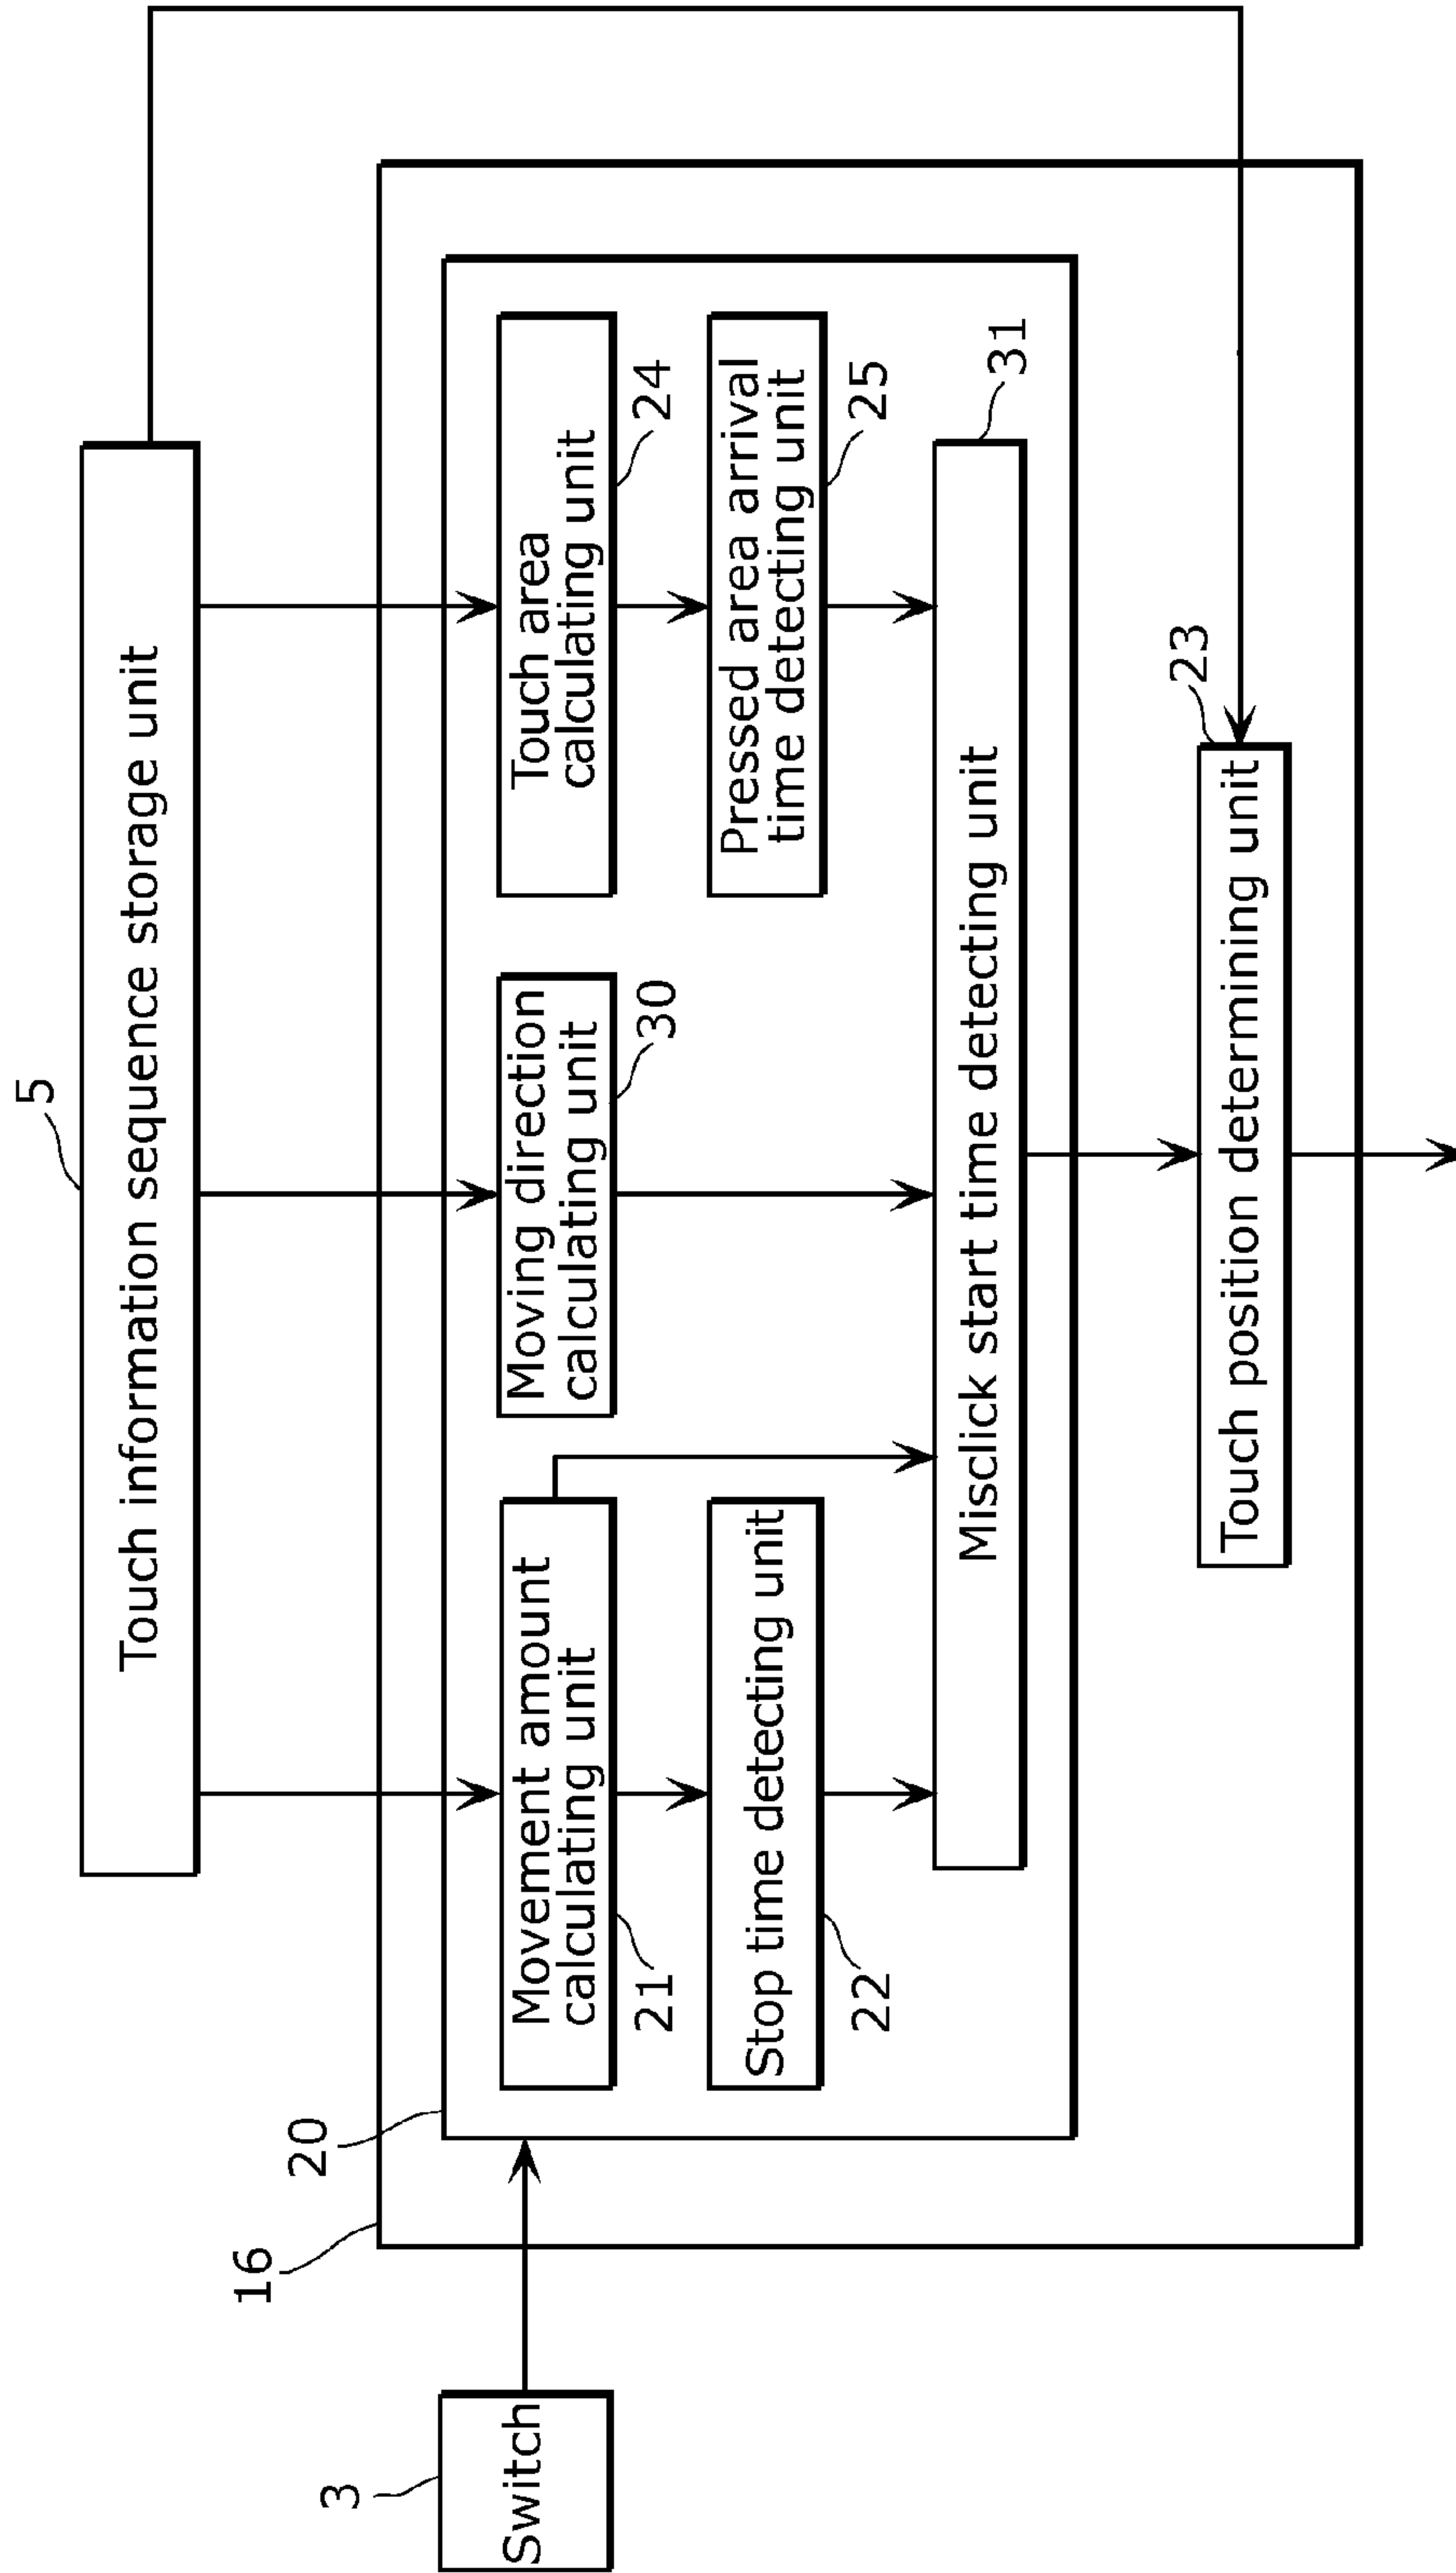 5
Touch information sequence storage unit
16
20
3
Switch
Movement amount
calculating unit
21
Moving direction
calculating unit
30
Touch area
calculating unit
24
Stop time detecting unit
22
Pressed area arrival
time detecting unit
25
Misclick start time detecting unit
31
23
Touch position determining unit